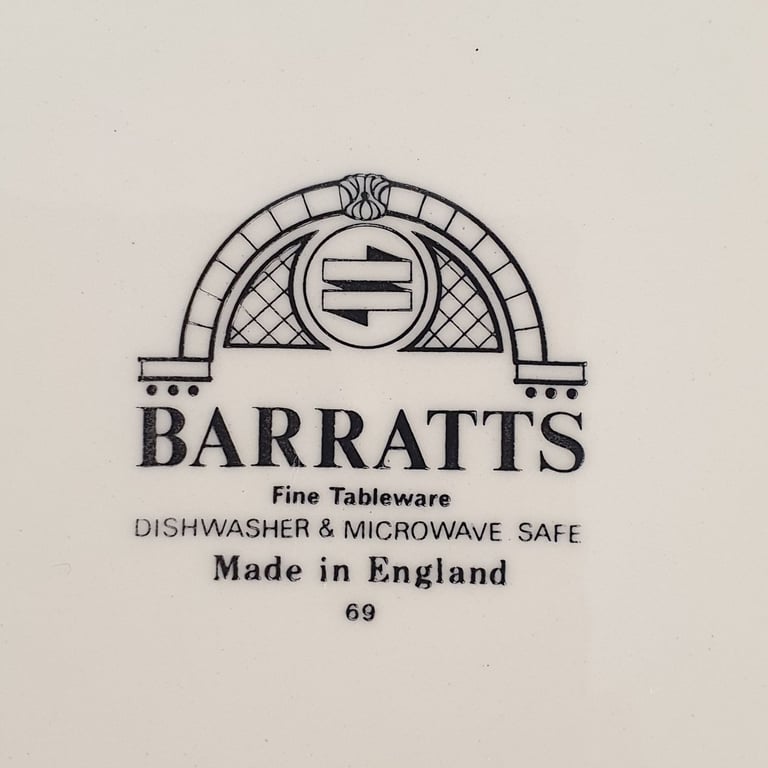 BARRATTS
Fine Tableware
DISHWASHER & MICROWAVE SAFE
Made in England
69